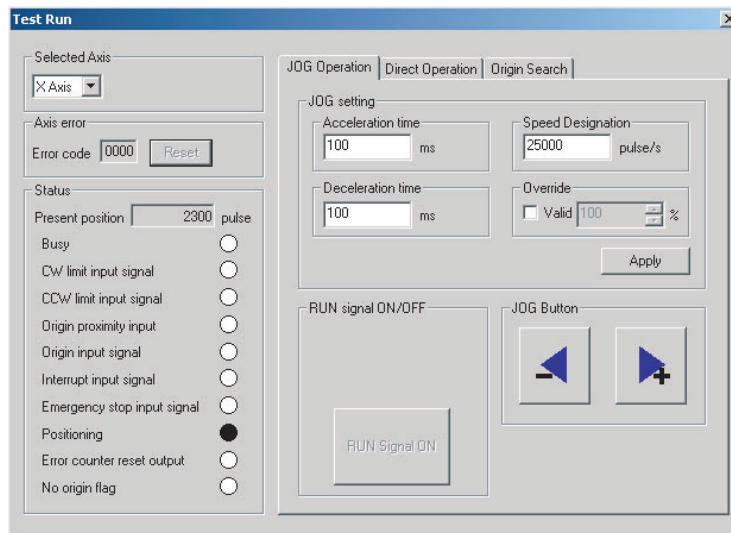 Test Run
Selected Axis
X Axis
Axis error
Error code 0000 Reset
Status
Present position 2300 pulse
Busy
CW limit input signal
CCW limit input signal
Origin proximity input
Origin input signal
Interrupt input signal
Emergency stop input signal
Positioning
Error counter reset output
No origin flag
JOG Operation Direct Operation Origin Search
JOG setting
Acceleration time
100 ms
Speed Designation
25000 pulse/s
Deceleration time
100 ms
Override
Valid 100 %
Apply
RUN signal ON/OFF
RUN Signal ON
JOG Button
- +